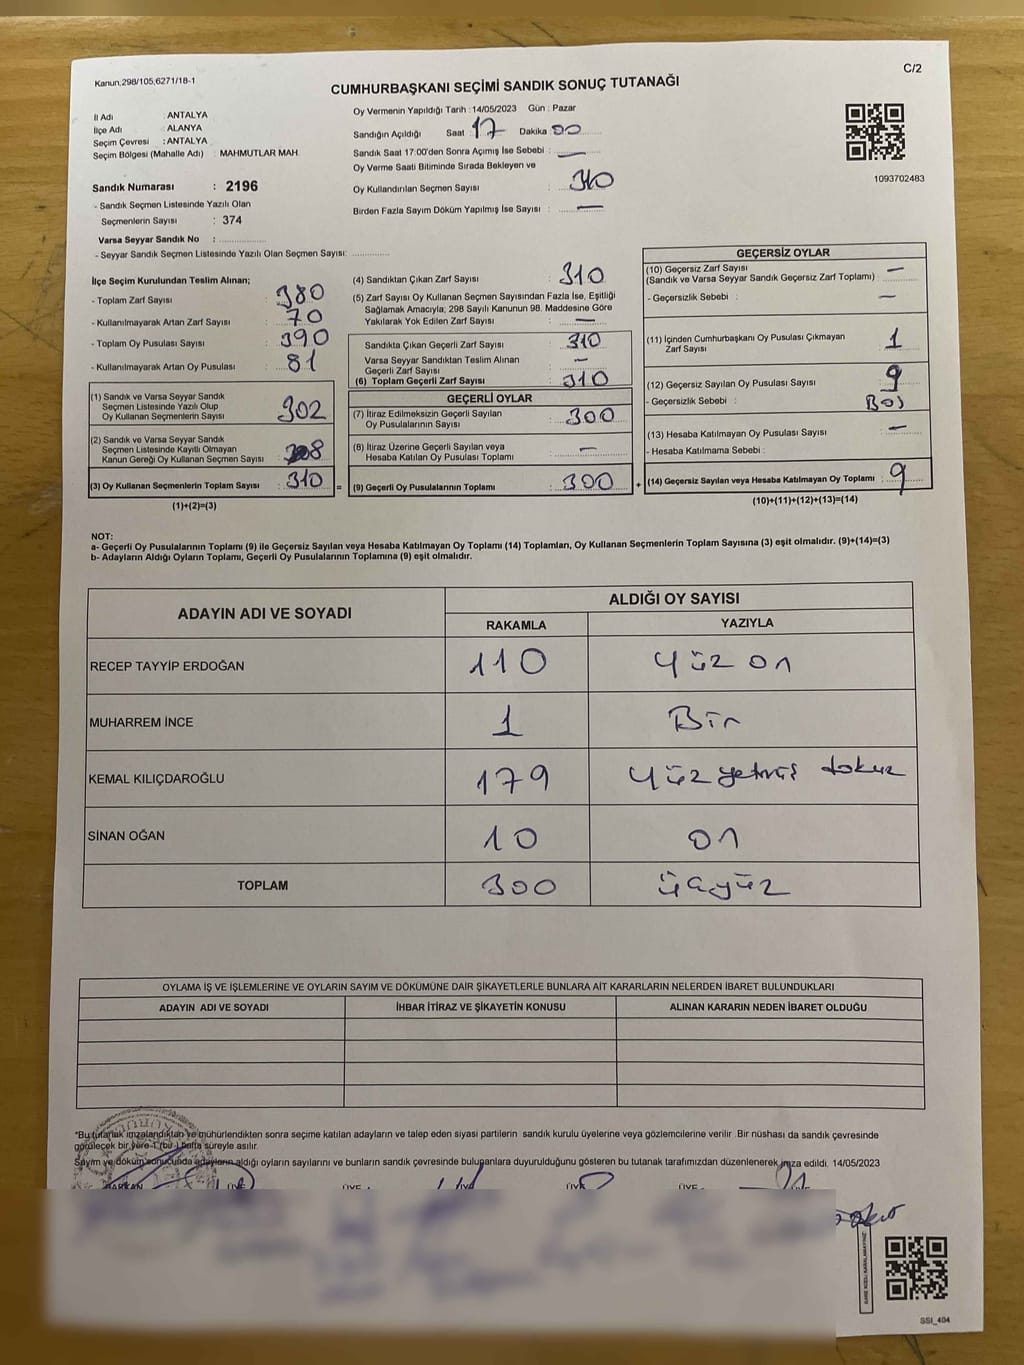 Kanun,298/105,6271/18-1
C/2
CUMHURBAŞKANI SEÇİMİ SANDIK SONUÇ TUTANAĞI
İl Adı : ANTALYA
İlçe Adı : ALANYA
Seçim Çevresi : ANTALYA
Seçim Bölgesi (Mahalle Adı) : MAHMUTLAR MAH.
Sandık Numarası : 2196
- Sandık Seçmen Listesinde Yazılı Olan
Seçmenlerin Sayısı : 374
Varsa Seyyar Sandık No :
- Seyyar Sandık Seçmen Listesinde Yazılı Olan Seçmen Sayısı:
Oy Vermenin Yapıldığı Tarih : 14/05/2023 Gün : Pazar
Sandığın Açıldığı Saat : 17 Dakika : 00
Sandık Saat 17:00'den Sonra Açımış İse Sebebi : —
Oy Verme Saati Bitiminde Sırada Bekleyen ve
Oy Kullandırılan Seçmen Sayısı : 310
Birden Fazla Sayım Döküm Yapılmış İse Sayısı : —
1093702483
İlçe Seçim Kurulundan Teslim Alınan;
- Toplam Zarf Sayısı : 380
- Kullanılmayarak Artan Zarf Sayısı : 70
- Toplam Oy Pusulası Sayısı : 390
- Kullanılmayarak Artan Oy Pusulası : 81
(1) Sandık ve Varsa Seyyar Sandık
Seçmen Listesinde Yazılı Olup
Oy Kullanan Seçmenlerin Sayısı : 302
(2) Sandık ve Varsa Seyyar Sandık
Seçmen Listesinde Kayıtlı Olmayan
Kanun Gereği Oy Kullanan Seçmen Sayısı : 8
(3) Oy Kullanan Seçmenlerin Toplam Sayısı : 310
(1)+(2)=(3)
(4) Sandıktan Çıkan Zarf Sayısı : 310
(5) Zarf Sayısı Oy Kullanan Seçmen Sayısından Fazla İse, Eşitliği
Sağlamak Amacıyla; 298 Sayılı Kanunun 98. Maddesine Göre
Yakılarak Yok Edilen Zarf Sayısı : —
Sandıkta Çıkan Geçerli Zarf Sayısı : 310
Varsa Seyyar Sandıktan Teslim Alınan
Geçerli Zarf Sayısı : —
(6) Toplam Geçerli Zarf Sayısı : 310
GEÇERLİ OYLAR
(7) İtiraz Edilmeksizin Geçerli Sayılan
Oy Pusulalarının Sayısı : 300
(8) İtiraz Üzerine Geçerli Sayılan veya
Hesaba Katılan Oy Pusulası Toplamı : —
= (9) Geçerli Oy Pusulalarının Toplamı : 300 +
GEÇERSİZ OYLAR
(10) Geçersiz Zarf Sayısı : —
(Sandık ve Varsa Seyyar Sandık Geçersiz Zarf Toplamı)
- Geçersizlik Sebebi : —
(11) İçinden Cumhurbaşkanı Oy Pusulası Çıkmayan
Zarf Sayısı : 1
(12) Geçersiz Sayılan Oy Pusulası Sayısı : 9
- Geçersizlik Sebebi : Boş
(13) Hesaba Katılmayan Oy Pusulası Sayısı : —
- Hesaba Katılmama Sebebi :
(14) Geçersiz Sayılan veya Hesaba Katılmayan Oy Toplamı : 9
(10)+(11)+(12)+(13)=(14)
NOT:
a- Geçerli Oy Pusulalarının Toplamı (9) ile Geçersiz Sayılan veya Hesaba Katılmayan Oy Toplamı (14) Toplamları, Oy Kullanan Seçmenlerin Toplam Sayısına (3) eşit olmalıdır. (9)+(14)=(3)
b- Adayların Aldığı Oyların Toplamı, Geçerli Oy Pusulalarının Toplamına (9) eşit olmalıdır.
ADAYIN ADI VE SOYADI
ALDIĞI OY SAYISI
RAKAMLA YAZIYLA
RECEP TAYYİP ERDOĞAN 110 yüz on
MUHARREM İNCE 1 Bir
KEMAL KILIÇDAROĞLU 179 yüz yetmiş dokuz
SİNAN OĞAN 10 on
TOPLAM 300 üçyüz
OYLAMA İŞ VE İŞLEMLERİNE VE OYLARIN SAYIM VE DÖKÜMÜNE DAİR ŞİKAYETLERLE BUNLARA AİT KARARLARIN NELERDEN İBARET BULUNDUKLARI
ADAYIN ADI VE SOYADI İHBAR İTİRAZ VE ŞİKAYETİN KONUSU ALINAN KARARIN NEDEN İBARET OLDUĞU
*Bu tutanak imzalandıktan ve mühürlendikten sonra seçime katılan adayların ve talep eden siyasi partilerin sandık kurulu üyelerine veya gözlemcilerine verilir .Bir nüshası da sandık çevresinde
görülecek bir yere 1 (bir) hafta süreyle asılır.
Sayım ve döküm sonucunda adayların aldığı oyların sayılarını ve bunların sandık çevresinde bulunanlara duyurulduğunu gösteren bu tutanak tarafımızdan düzenlenerek imza edildi. 14/05/2023
BAŞKAN ÜYE ÜYE ÜYE ÜYE
SSI_404